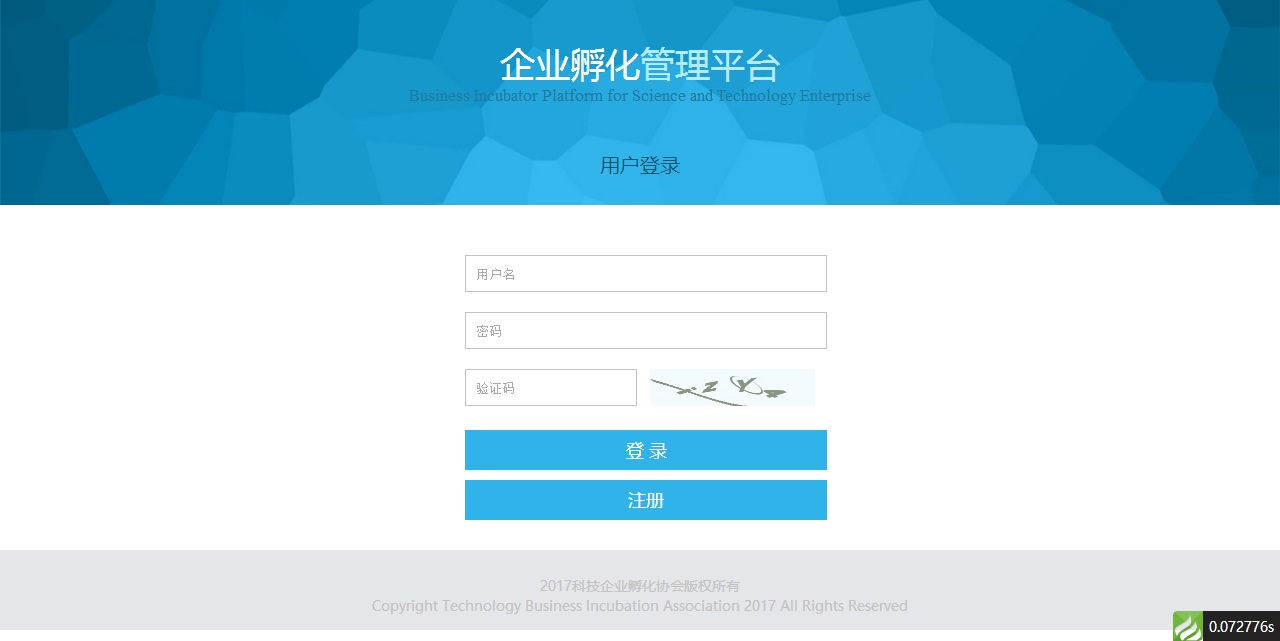 企业孵化管理平台
Business Incubator Platform for Science and Technology Enterprise
用户登录
用户名
密码
验证码
登 录
注册
2017科技企业孵化协会版权所有
Copyright Technology Business Incubation Association 2017 All Rights Reserved
0.072776s